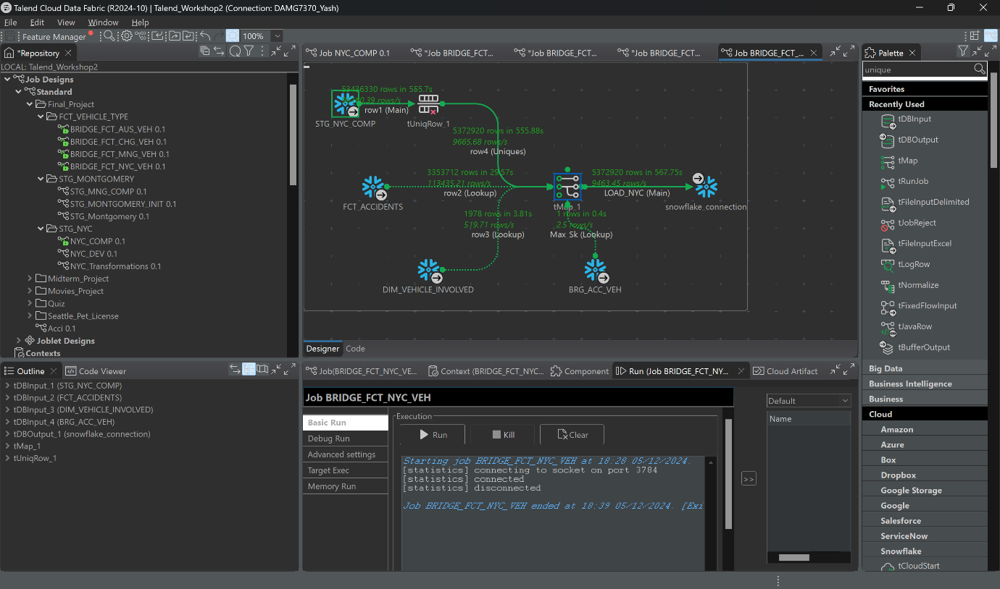 Talend Cloud Data Fabric (R2024-10) | Talend_Workshop2 (Connection: DAMG7370_Yash)
File Edit View Window Help
Feature Manager 100%
*Repository
LOCAL: Talend_Workshop2
Job Designs
Standard
Final_Project
FCT_VEHICLE_TYPE
BRIDGE_FCT_AUS_VEH 0.1
BRIDGE_FCT_CHG_VEH 0.1
BRIDGE_FCT_MNG_VEH 0.1
BRIDGE_FCT_NYC_VEH 0.1
STG_MONTGOMERY
STG_MNG_COMP 0.1
STG_MONTGOMERY_INIT 0.1
STG_Montgomery 0.1
STG_NYC
NYC_COMP 0.1
NYC_DEV 0.1
NYC_Transformations 0.1
Midterm_Project
Movies_Project
Quiz
Seattle_Pet_License
Acci 0.1
Joblet Designs
Contexts
Job NYC_COMP 0.1 *Job BRIDGE_FCT... *Job BRIDGE_FCT... *Job BRIDGE_FCT... Job BRIDGE_FCT_...
rows in 555.7s
rows/s
row1 (Main)
STG_NYC_COMP tUniqRow_1
5372920 rows in 555.88s
9665.68 rows/s
row4 (Uniques)
3353712 rows in 29.57s
113435.21 rows/s
row2 (Lookup)
FCT_ACCIDENTS
5372920 rows in 567.75s
9463.45 rows/s
LOAD_NYC (Main)
tMap_1 snowflake_connection
1978 rows in 3.81s
519.71 rows/s
row3 (Lookup)
1 rows in 0.4s
2.5 rows/s
Max_Sk (Lookup)
DIM_VEHICLE_INVOLVED BRG_ACC_VEH
Designer Code
Palette
unique
Favorites
Recently Used
tDBInput
tDBOutput
tMap
tRunJob
tFileInputDelimited
tJobReject
tFileInputExcel
tLogRow
tNormalize
tFixedFlowInput
tJavaRow
tBufferOutput
Big Data
Business Intelligence
Business
Cloud
Amazon
Azure
Box
Dropbox
Google Storage
Google
Salesforce
ServiceNow
Snowflake
tCloudStart
Outline Code Viewer
tDBInput_1 (STG_NYC_COMP)
tDBInput_2 (FCT_ACCIDENTS)
tDBInput_3 (DIM_VEHICLE_INVOLVED)
tDBInput_4 (BRG_ACC_VEH)
tDBOutput_1 (snowflake_connection)
tMap_1
tUniqRow_1
Job(BRIDGE_FCT_NYC_VE... Context (BRIDGE_FCT_NYC... Component Run (Job BRIDGE_FCT_NY... Cloud Artifact
Job BRIDGE_FCT_NYC_VEH
Basic Run
Debug Run
Advanced settings
Target Exec
Memory Run
Execution
Run Kill Clear
Starting job BRIDGE_FCT_NYC_VEH at 18:28 05/12/2024.
[statistics] connecting to socket on port 3784
[statistics] connected
[statistics] disconnected
Job BRIDGE_FCT_NYC_VEH ended at 18:39 05/12/2024. [Exi
>>
Default
Name